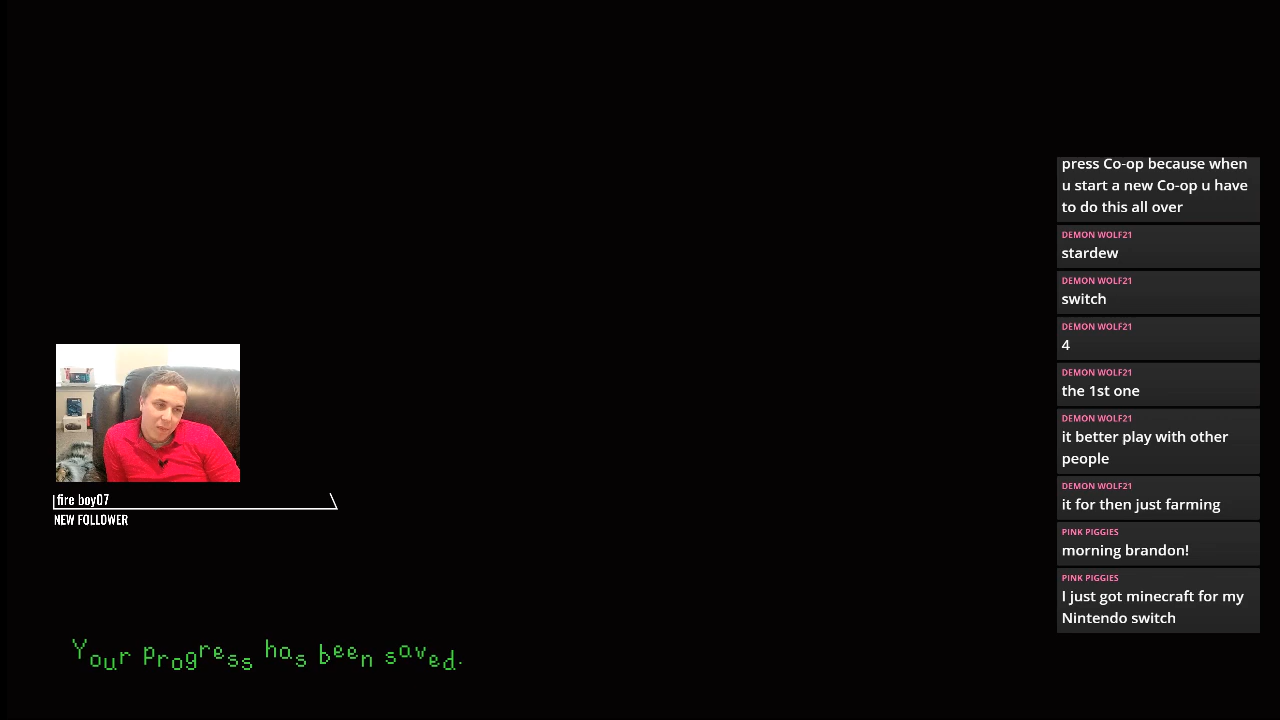 press Co-op because when
u start a new Co-op u have
to do this all over
DEMON WOLF21
stardew
DEMON WOLF21
switch
DEMON WOLF21
4
DEMON WOLF21
the 1st one
DEMON WOLF21
it better play with other
people
DEMON WOLF21
it for then just farming
PINK PIGGIES
morning brandon!
PINK PIGGIES
I just got minecraft for my
Nintendo switch
fire boy07
NEW FOLLOWER
Your progress has been saved.